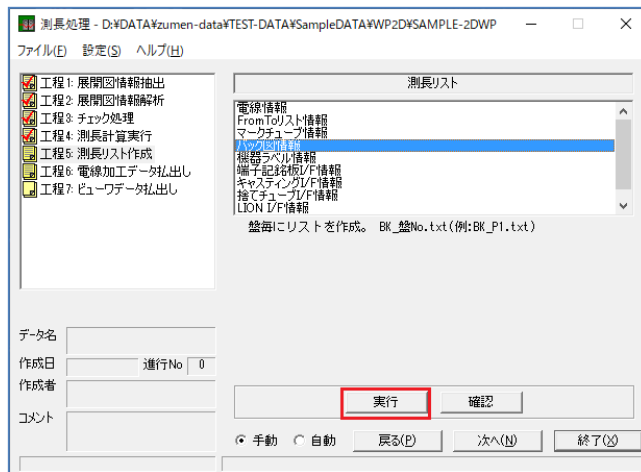 測長処理 - D:¥DATA¥zumen-data¥TEST-DATA¥SampleDATA¥WP2D¥SAMPLE-2DWP
ファイル(F) 設定(S) ヘルプ(H)
工程1: 展開図情報抽出
工程2: 展開図情報解析
工程3: チェック処理
工程4: 測長計算実行
工程5: 測長リスト作成
工程6: 電線加工データ払出し
工程7: ビューワデータ払出し
測長リスト
電線情報
FromToリスト情報
マークチューブ情報
バック図情報
機器ラベル情報
端子記銘板I/F情報
キャスティングI/F情報
捨てチューブI/F情報
LION I/F情報
盤毎にリストを作成。 BK_盤No.txt(例:BK_P1.txt)
データ名
作成日 進行No 0
作成者
コメント
実行 確認
手動 自動 戻る(P) 次へ(N) 終了(X)